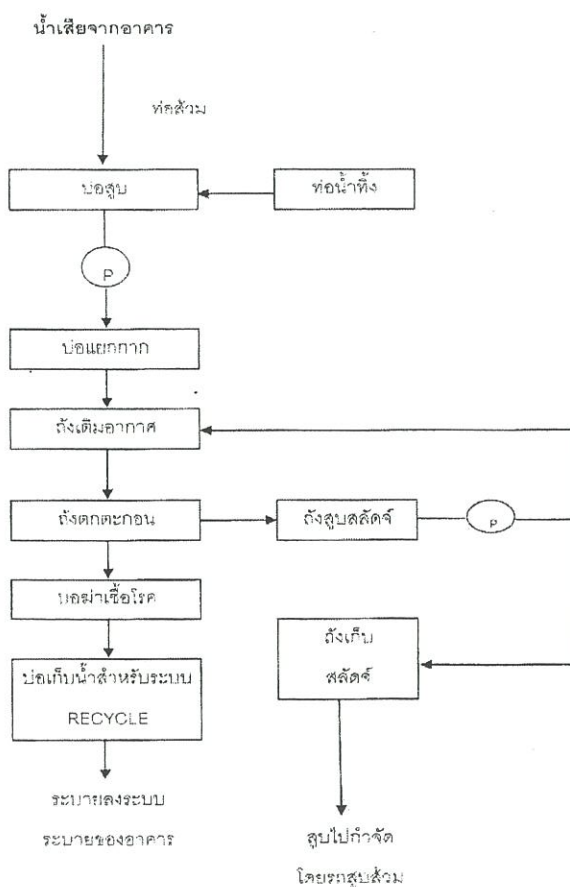 น้ำเสียจากอาคาร
ท่อส้วม
บ่อสูบ
ท่อน้ำทิ้ง
P
บ่อแยกกาก
ถังเติมอากาศ
ถังตกตะกอน
ถังสูบสลัดจ์
P
บอฆ่าเชื้อโรค
ถังเก็บ
สลัดจ์
บ่อเก็บน้ำสำหรับระบบ
RECYCLE
ระบายลงระบบ
ระบายของอาคาร
สูบไปกำจัด
โดยรถสูบส้วม